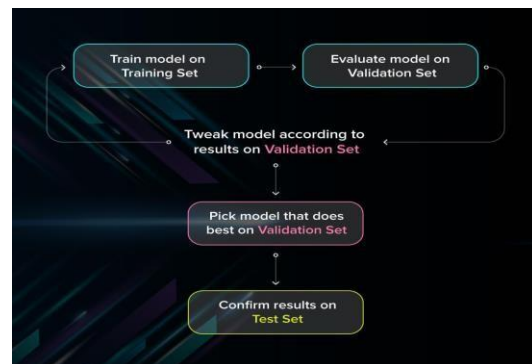 Train model on
Training Set
Evaluate model on
Validation Set
Tweak model according to
results on Validation Set
Pick model that does
best on Validation Set
Confirm results on
Test Set